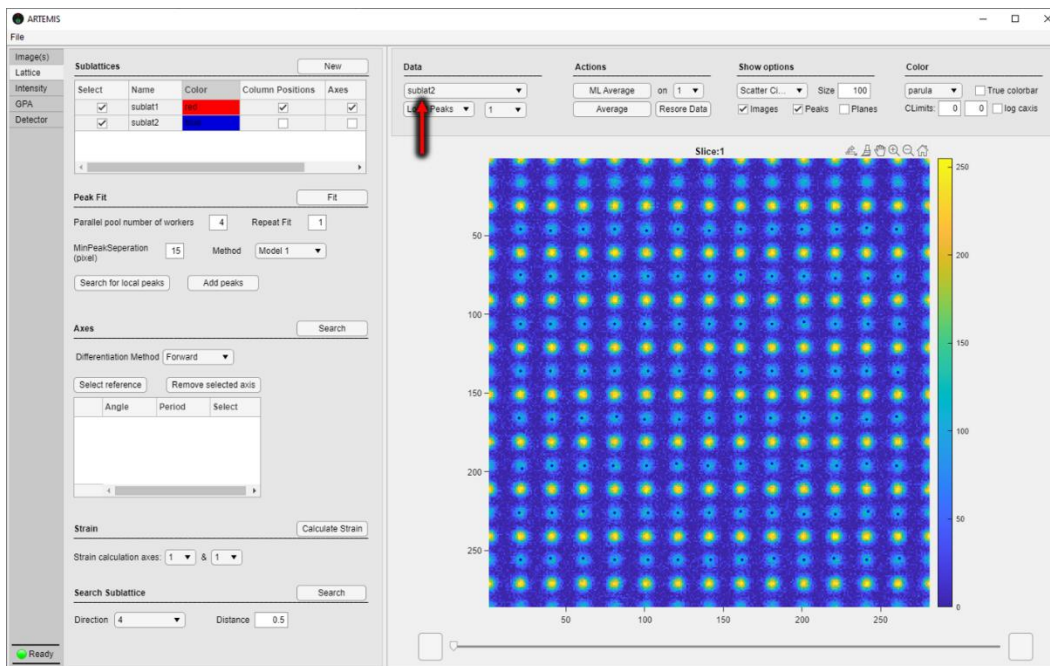 ARTEMIS
File
Image(s)
Lattice
Intensity
GPA
Detector
Sublattices New
Select Name Color Column Positions Axes
sublat1 red
sublat2
Peak Fit Fit
Parallel pool number of workers 4 Repeat Fit 1
MinPeakSeperation
(pixel) 15 Method Model 1
Search for local peaks Add peaks
Axes Search
Differentiation Method Forward
Select reference Remove selected axis
Angle Period Select
Strain Calculate Strain
Strain calculation axes: 1 & 1
Search Sublattice Search
Direction 4 Distance 0.5
Ready
Data Actions Show options Color
sublat2 ML Average on 1 Scatter Ci... Size 100 parula True colorbar
Peaks 1 Average Resore Data Images Peaks Planes CLimits: 0 0 log caxis
Slice:1
50
100
150
200
250
50 100 150 200 250
250
200
150
100
50
0